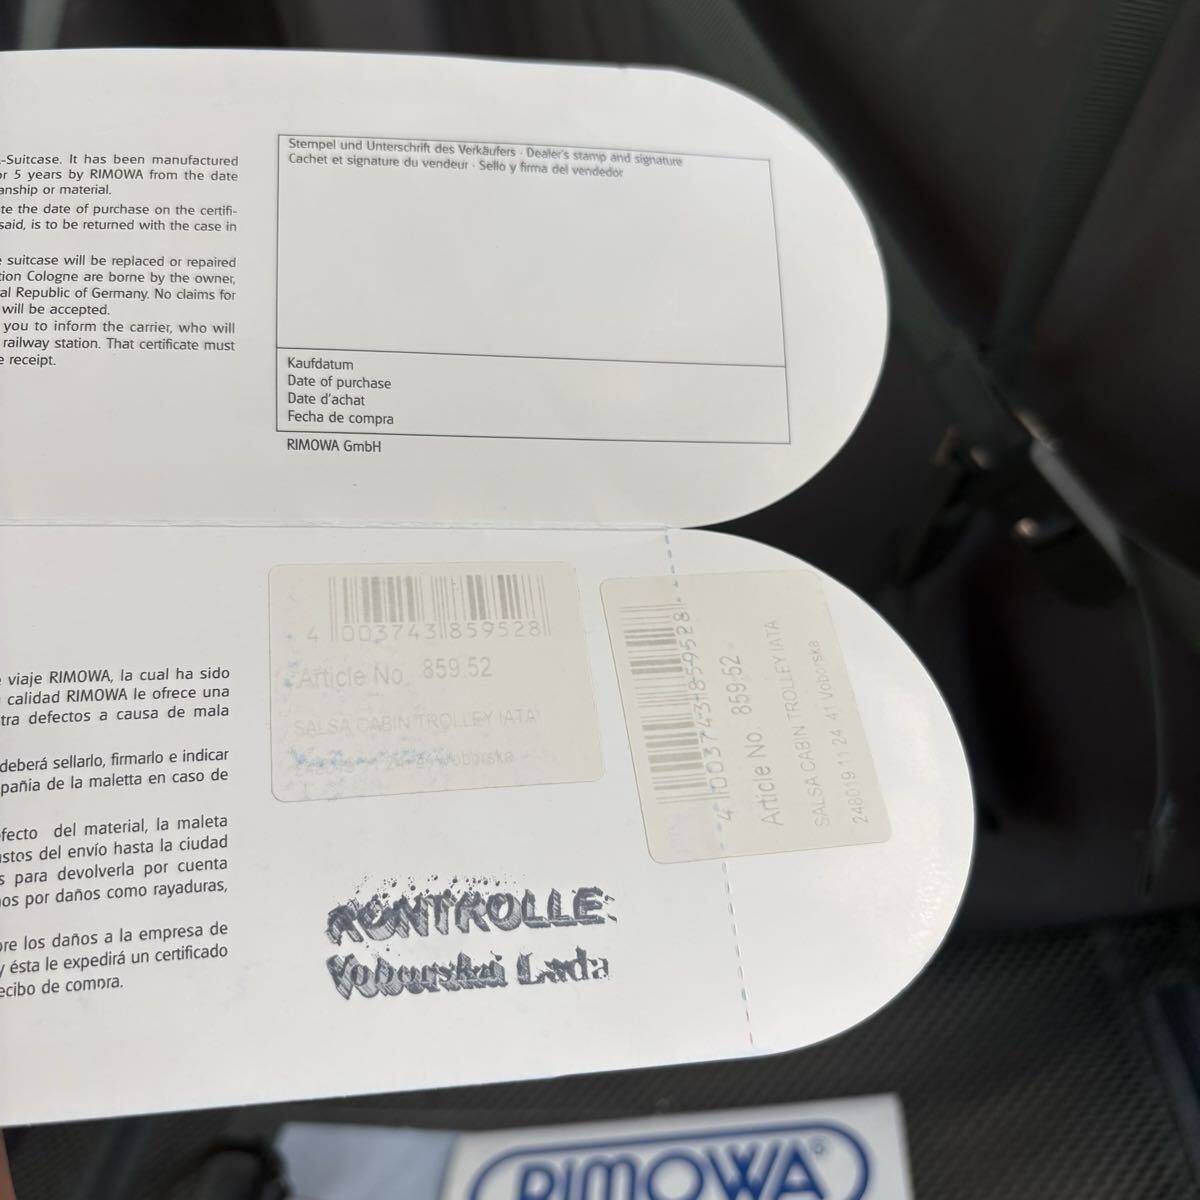 -Suitcase. It has been manufactured
or 5 years by RIMOWA from the date
anship or material.
te the date of purchase on the certifi-
said, is to be returned with the case in
e suitcase will be replaced or repaired
tion Cologne are borne by the owner,
al Republic of Germany. No claims for
will be accepted.
you to inform the carrier, who will
railway station. That certificate must
e receipt.
Stempel und Unterschrift des Verkäufers · Dealer's stamp and signature
Cachet et signature du vendeur · Sello y firma del vendedor
Kaufdatum
Date of purchase
Date d'achat
Fecha de compra
RIMOWA GmbH
e viaje RIMOWA, la cual ha sido
calidad RIMOWA le ofrece una
tra defectos a causa de mala
deberá sellarlo, firmarlo e indicar
pañia de la maletta en caso de
efecto del material, la maleta
astos del envío hasta la ciudad
s para devolverla por cuenta
nos por daños como rayaduras,
bre los daños a la empresa de
y ésta le expedirá un certificado
ecibo de compra.
4 003743 859528
Article No. 859.52
SALSA CABIN TROLLEY IATA
Voborska
4 003743 859528
Article No. 859.52
SALSA CABIN TROLLEY IATA
248019 11 24 41 Voborska
KONTROLLE:
Voborská Lada
RIMOWA®